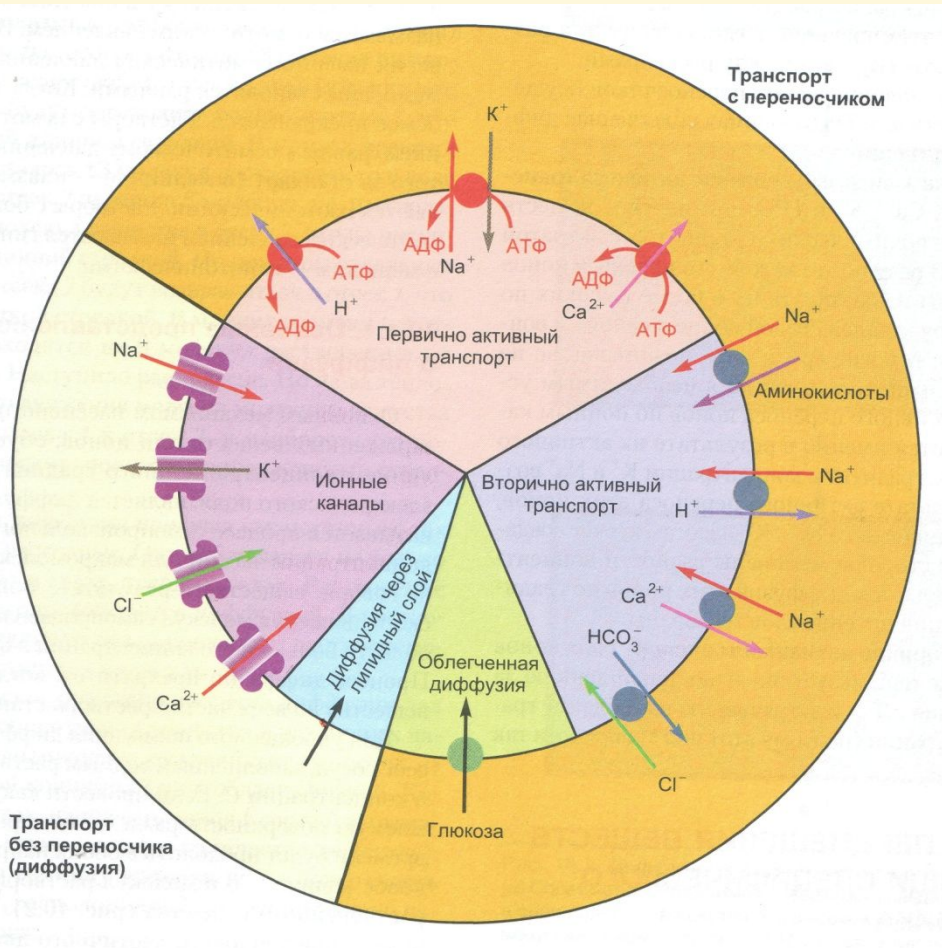 Транспорт
с переносчиком
K⁺
АДФ
Na⁺
АТФ
АТФ
H⁺
АДФ
АДФ
Ca²⁺
АТФ
Первично активный
транспорт
Na⁺
Аминокислоты
Na⁺
H⁺
Вторично активный
транспорт
Ca²⁺
Na⁺
HCO₃⁻
Cl⁻
Na⁺
K⁺
Ионные
каналы
Cl⁻
Ca²⁺
Диффузия через
липидный слой
Облегченная
диффузия
Глюкоза
Транспорт
без переносчика
(диффузия)